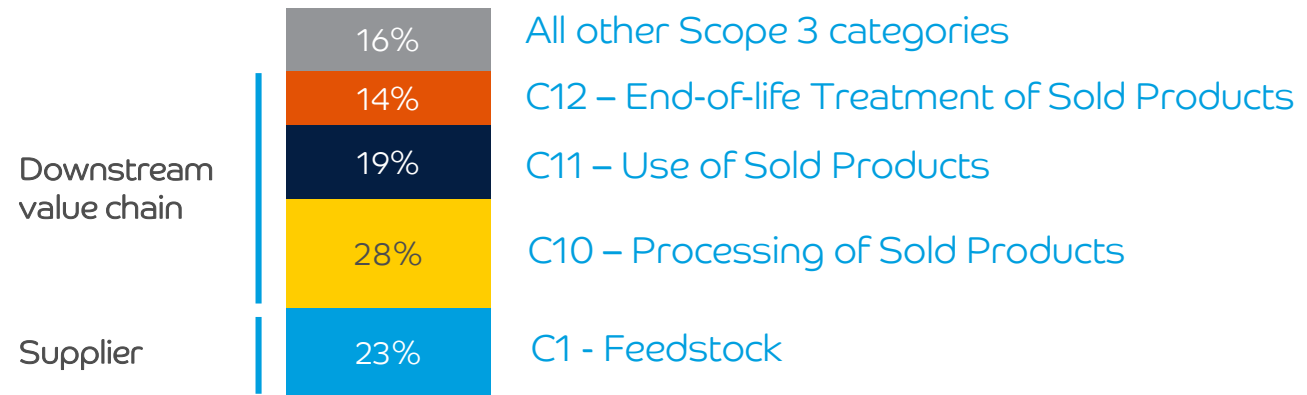 16% All other Scope 3 categories
14% C12 – End-of-life Treatment of Sold Products
Downstream
value chain
19% C11 – Use of Sold Products
28% C10 – Processing of Sold Products
Supplier
23% C1 - Feedstock